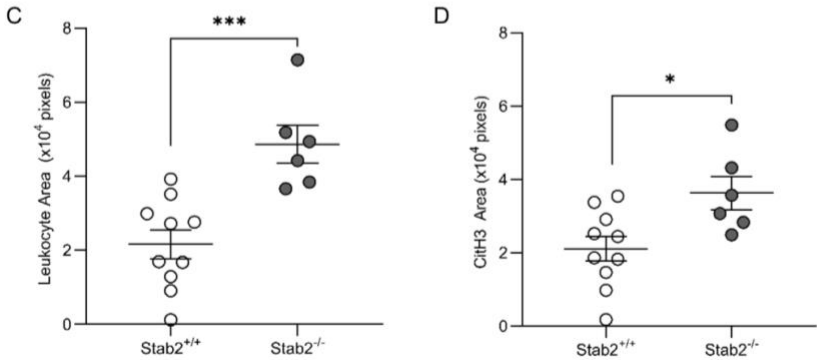 C
Leukocyte Area (x10⁴ pixels)
8
6
4
2
0
***
Stab2⁺/⁺
Stab2⁻/⁻
D
CitH3 Area (x10⁴ pixels)
8
6
4
2
0
*
Stab2⁺/⁺
Stab2⁻/⁻